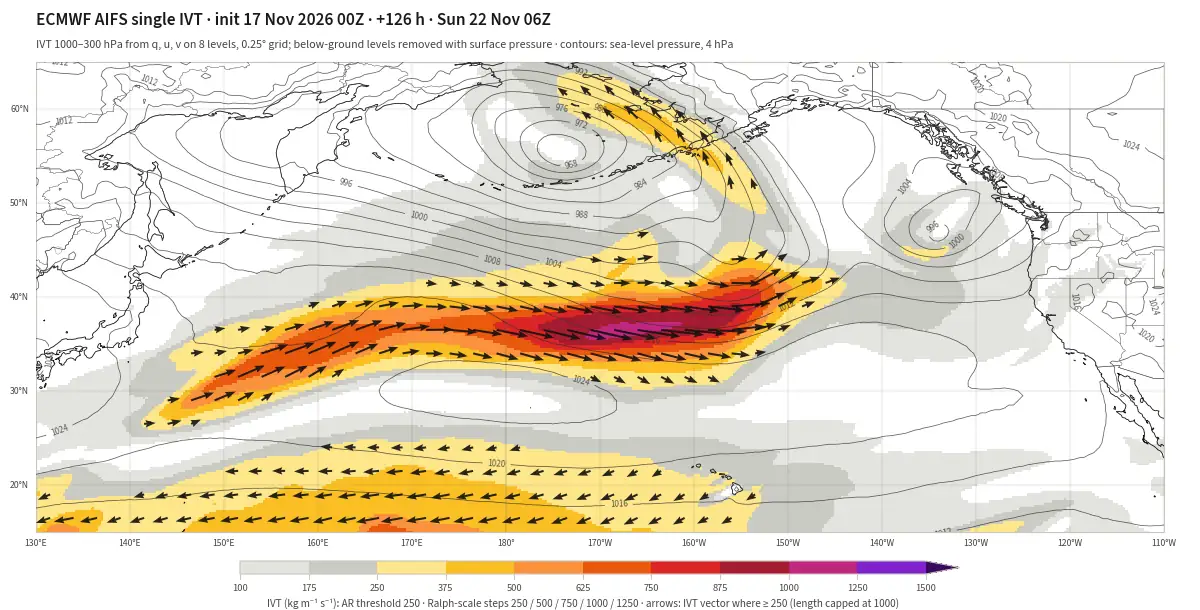 ECMWF AIFS single IVT · init 17 Nov 2026 00Z · +126 h · Sun 22 Nov 06Z
IVT 1000–300 hPa from q, u, v on 8 levels, 0.25° grid; below-ground levels removed with surface pressure · contours: sea-level pressure, 4 hPa
1012
1012
992
1020
60°N
976
1012
972
1020
1024
968
996
984
1004
50°N
1000
988
996
1000
1008
1004
40°N
1024
1020
30°N
1024
1024
1020
20°N
1016
130°E 140°E 150°E 160°E 170°E 180° 170°W 160°W 150°W 140°W 130°W 120°W 110°W
100 175 250 375 500 625 750 875 1000 1250 1500
IVT (kg m⁻¹ s⁻¹): AR threshold 250 · Ralph-scale steps 250 / 500 / 750 / 1000 / 1250 · arrows: IVT vector where ≥ 250 (length capped at 1000)